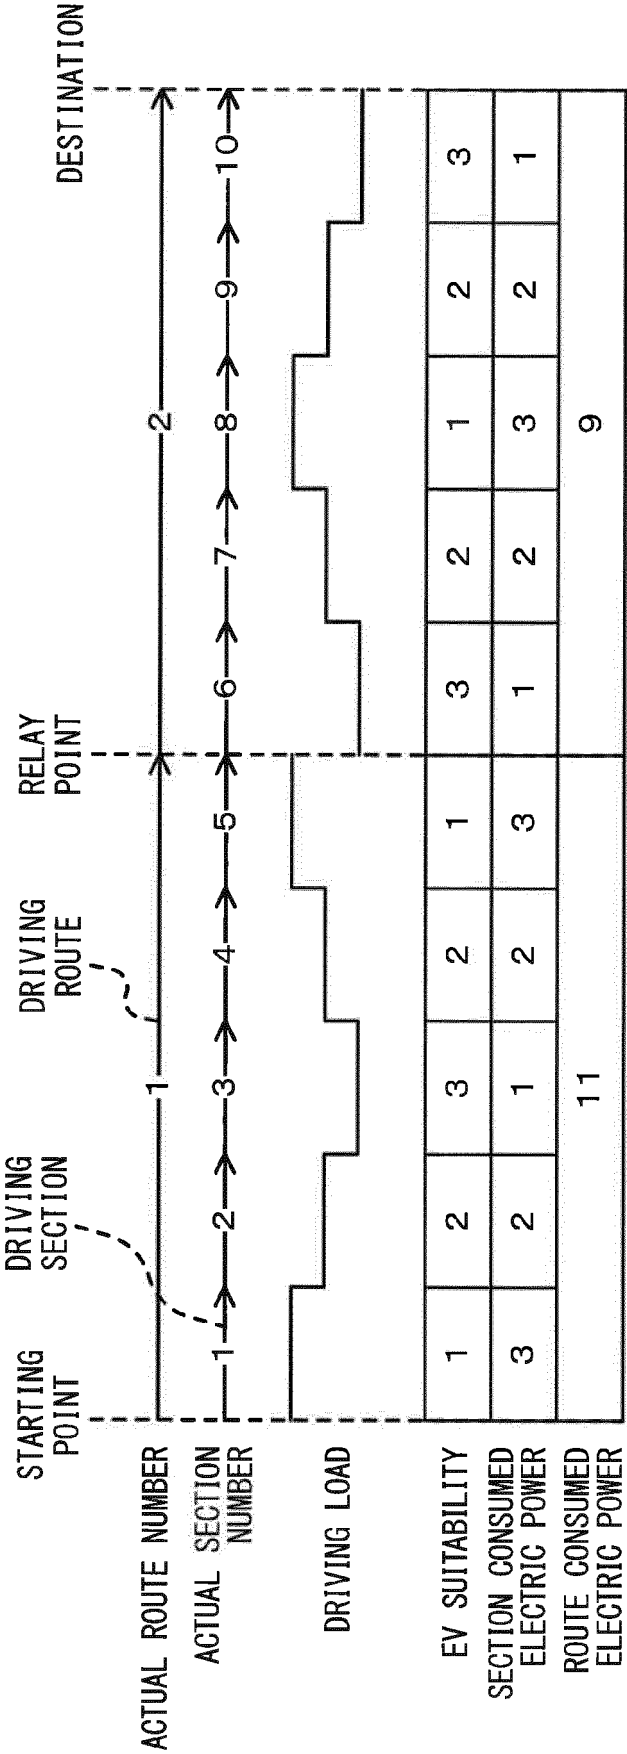 STARTING
POINT
DRIVING
SECTION
DRIVING
ROUTE
RELAY
POINT
DESTINATION
ACTUAL ROUTE NUMBER
1
2
ACTUAL SECTION
NUMBER
1
2
3
4
5
6
7
8
9
10
DRIVING LOAD
EV SUITABILITY
1
2
3
2
1
3
2
1
2
3
SECTION CONSUMED
ELECTRIC POWER
3
2
1
2
3
1
2
3
2
1
ROUTE CONSUMED
ELECTRIC POWER
11
9